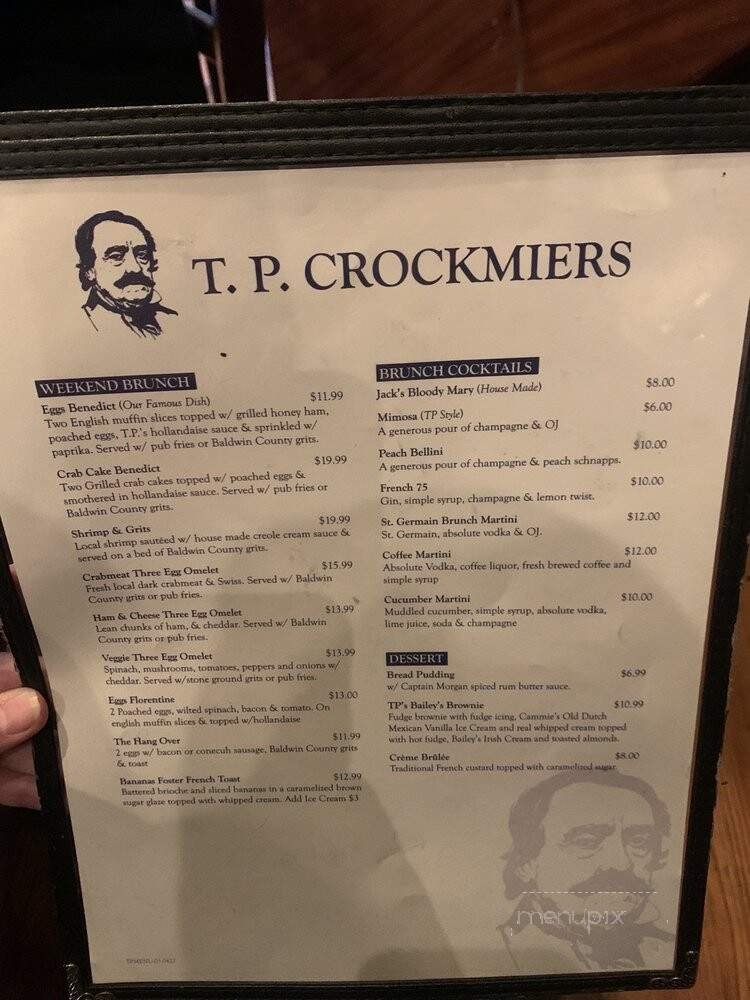 T. P. CROCKMIERS
WEEKEND BRUNCH
Eggs Benedict (Our Famous Dish) $11.99
Two English muffin slices topped w/ grilled honey ham,
poached eggs, T.P.'s hollandaise sauce & sprinkled w/
paprika. Served w/ pub fries or Baldwin County grits.
Crab Cake Benedict $19.99
Two Grilled crab cakes topped w/ poached eggs &
smothered in hollandaise sauce. Served w/ pub fries or
Baldwin County grits.
Shrimp & Grits $19.99
Local shrimp sautéed w/ house made creole cream sauce &
served on a bed of Baldwin County grits.
Crabmeat Three Egg Omelet $15.99
Fresh local dark crabmeat & Swiss. Served w/ Baldwin
County grits or pub fries.
Ham & Cheese Three Egg Omelet $13.99
Lean chunks of ham, & cheddar. Served w/ Baldwin
County grits or pub fries.
Veggie Three Egg Omelet $13.99
Spinach, mushrooms, tomatoes, peppers and onions w/
cheddar. Served w/stone ground grits or pub fries.
Eggs Florentine $13.00
2 Poached eggs, wilted spinach, bacon & tomato. On
english muffin slices & topped w/hollandaise
The Hang Over $11.99
2 eggs w/ bacon or conecuh sausage, Baldwin County grits
& toast
Bananas Foster French Toast $12.99
Battered brioche and sliced bananas in a caramelized brown
sugar glaze topped with whipped cream. Add Ice Cream $3
BRUNCH COCKTAILS
Jack's Bloody Mary (House Made) $8.00
Mimosa (TP Style) $6.00
A generous pour of champagne & OJ
Peach Bellini $10.00
A generous pour of champagne & peach schnapps.
French 75 $10.00
Gin, simple syrup, champagne & lemon twist.
St. Germain Brunch Martini $12.00
St. Germain, absolute vodka & OJ.
Coffee Martini $12.00
Absolute Vodka, coffee liquor, fresh brewed coffee and
simple syrup
Cucumber Martini $10.00
Muddled cucumber, simple syrup, absolute vodka,
lime juice, soda & champagne
DESSERT
Bread Pudding $6.99
w/ Captain Morgan spiced rum butter sauce.
TP's Bailey's Brownie $10.99
Fudge brownie with fudge icing, Cammie's Old Dutch
Mexican Vanilla Ice Cream and real whipped cream topped
with hot fudge, Bailey's Irish Cream and toasted almonds.
Crème Brûlée $8.00
Traditional French custard topped with caramelized sugar.
menupix